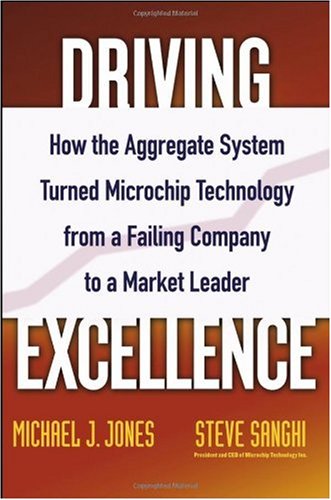 DRIVING
How the Aggregate System
Turned Microchip Technology
from a Failing Company
to a Market Leader
EXCELLENCE
MICHAEL J. JONES STEVE SANGHI
President and CEO of Microchip Technology Inc.